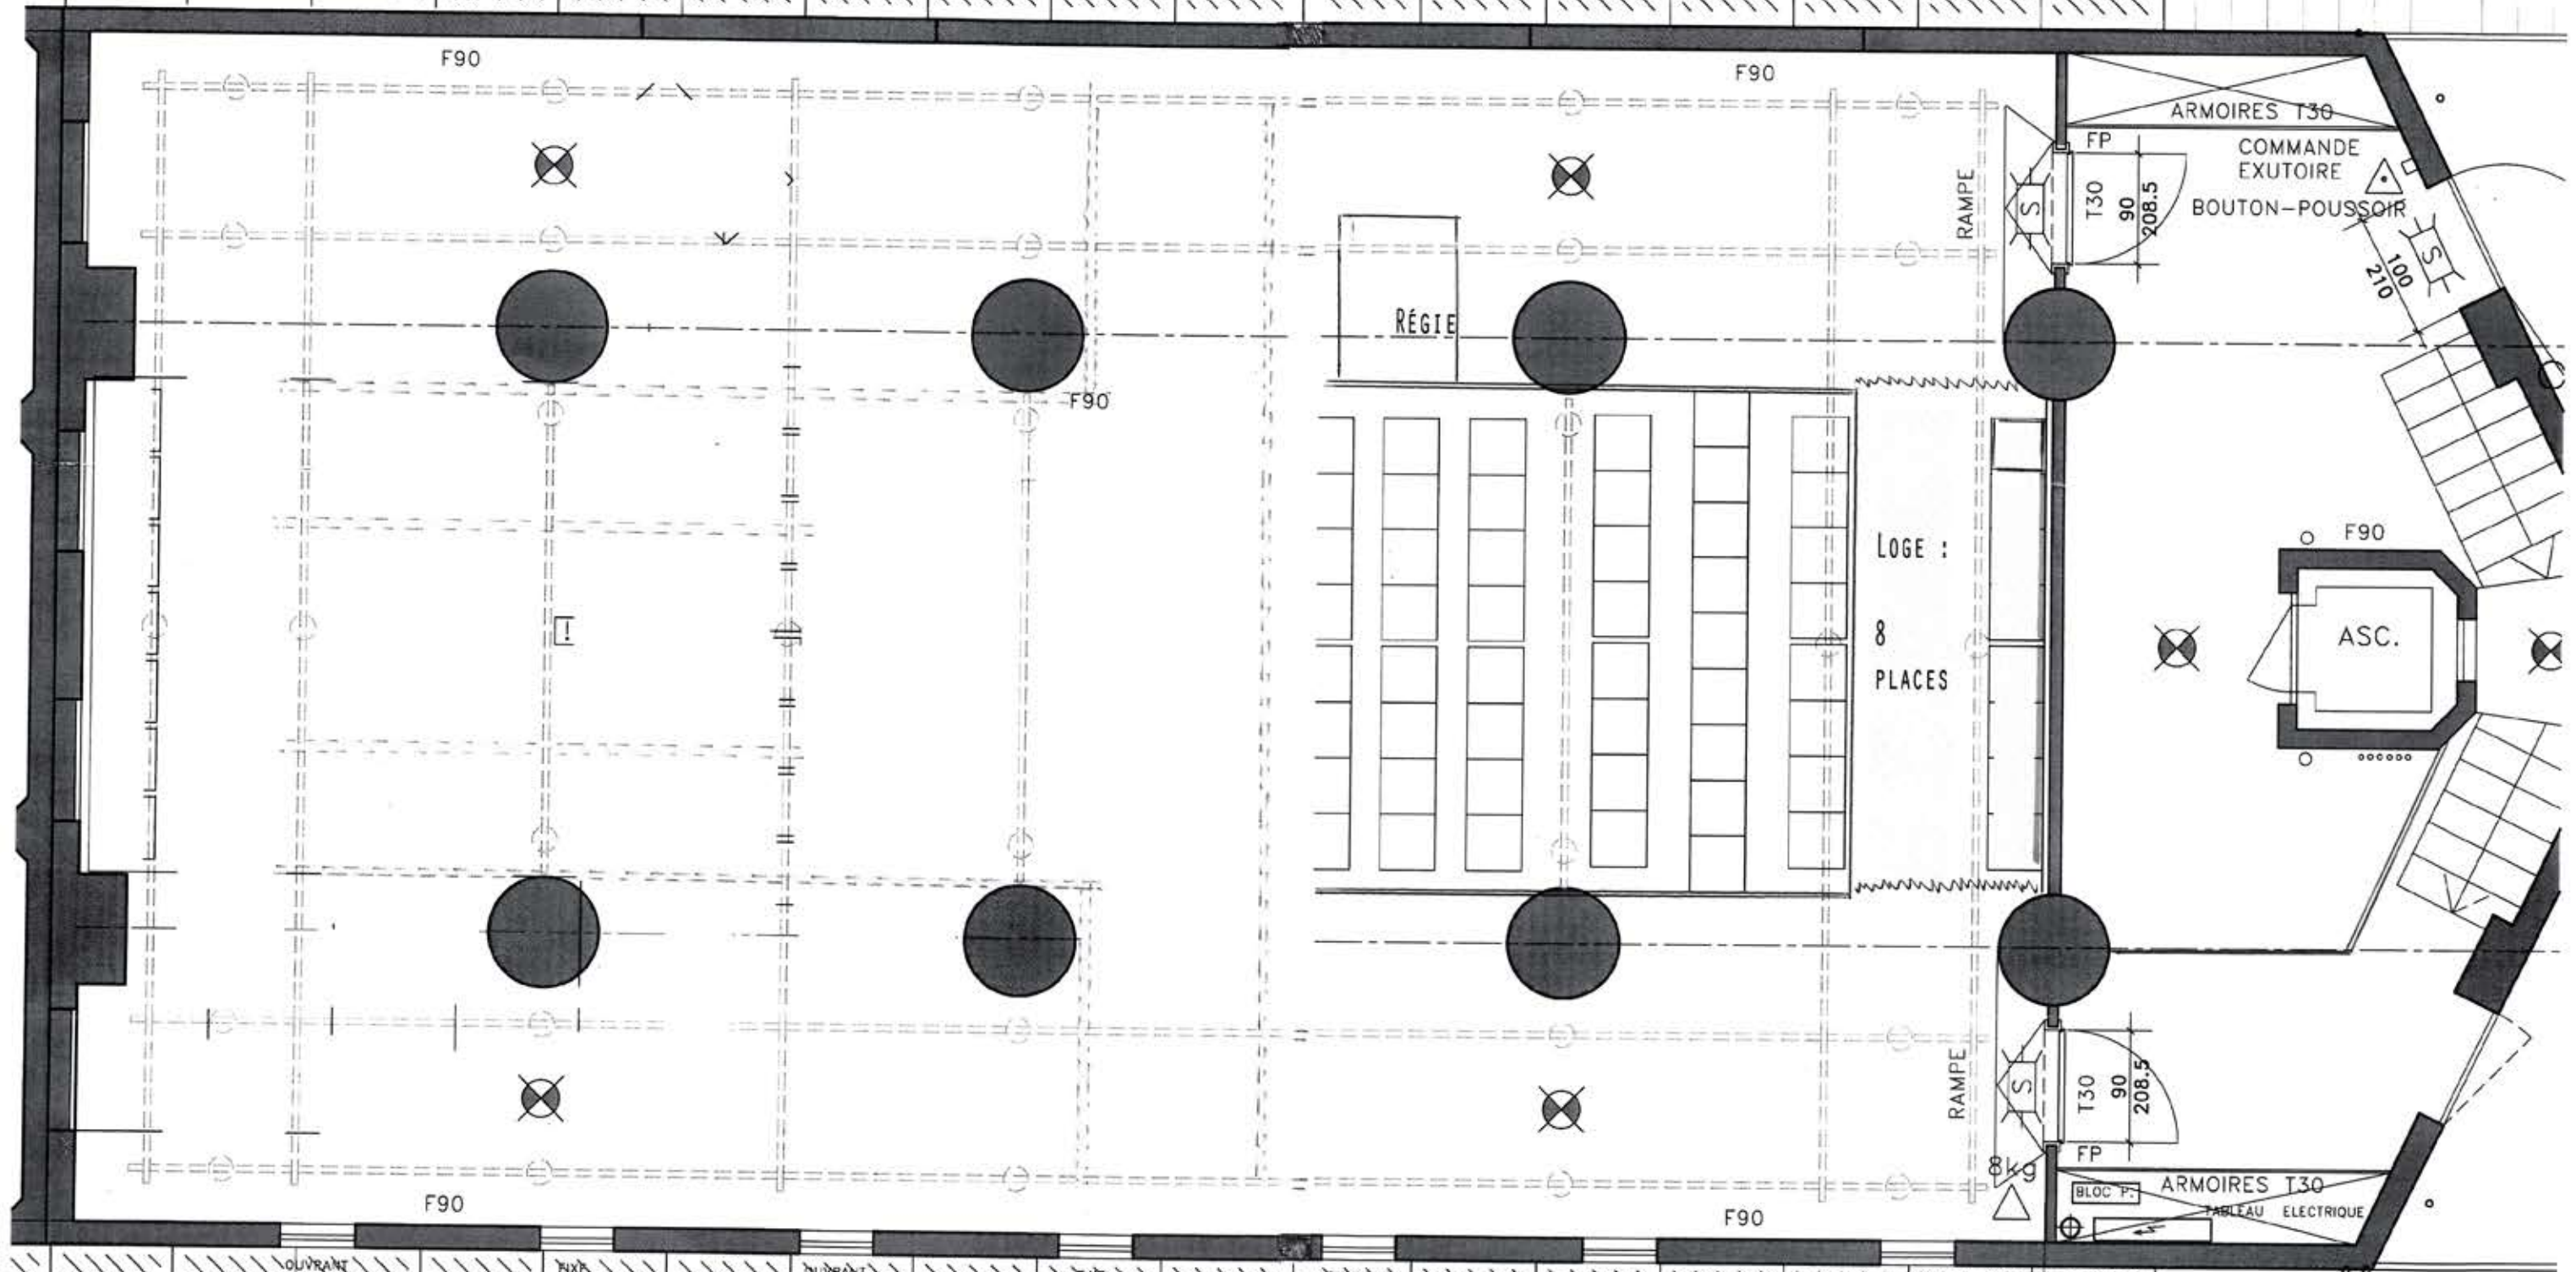 F90
F90
ARMOIRES T30
FP
COMMANDE
EXUTOIRE
BOUTON-POUSSOIR
RAMPE
S
T30
90
208.5
S
100
210
RÉGIE
F90
LOGE :
8
PLACES
F90
ASC.
RAMPE
S
T30
90
208.5
FP
8kg
BLOC P.
ARMOIRES T30
TABLEAU ELECTRIQUE
F90
F90
OUVRANT
FIXE
OUVRANT